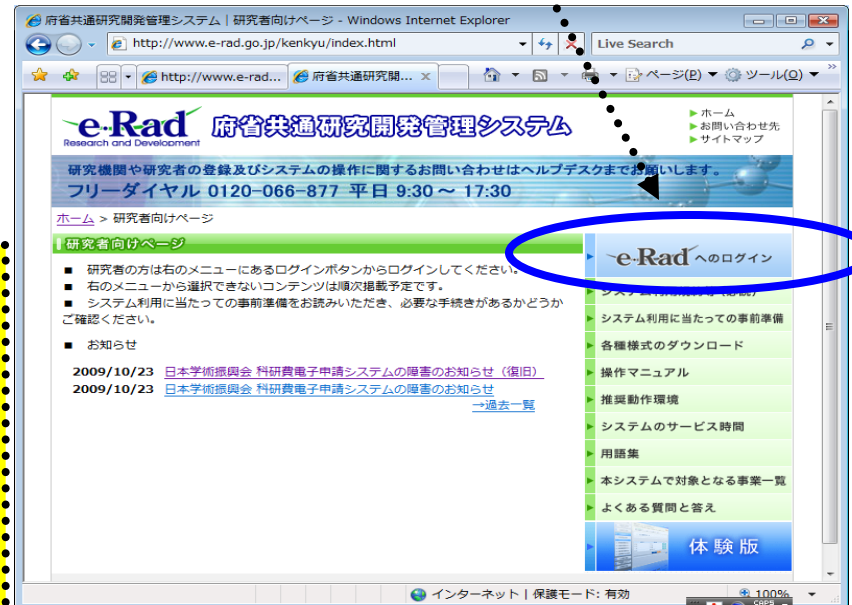 府省共通研究開発管理システム | 研究者向けページ - Windows Internet Explorer
http://www.e-rad.go.jp/kenkyu/index.html
Live Search
http://www.e-rad...
府省共通研究開...
ページ(P)
ツール(O)
e-Rad
Research and Development
府省共通研究開発管理システム
ホーム
お問い合わせ先
サイトマップ
研究機関や研究者の登録及びシステムの操作に関するお問い合わせはヘルプデスクまでお願いします。
フリーダイヤル 0120-066-877 平日 9:30～17:30
ホーム > 研究者向けページ
研究者向けページ
■ 研究者の方は右のメニューにあるログインボタンからログインしてください。
■ 右のメニューから選択できないコンテンツは順次掲載予定です。
■ システム利用に当たっての事前準備をお読みいただき、必要な手続きがあるかどうか
ご確認ください。
■ お知らせ
2009/10/23 日本学術振興会 科研費電子申請システムの障害のお知らせ（復旧）
2009/10/23 日本学術振興会 科研費電子申請システムの障害のお知らせ
→過去一覧
e-Rad へのログイン
システム利用に当たっての事前準備
各種様式のダウンロード
操作マニュアル
推奨動作環境
システムのサービス時間
用語集
本システムで対象となる事業一覧
よくある質問と答え
体験版
インターネット | 保護モード: 有効
100%